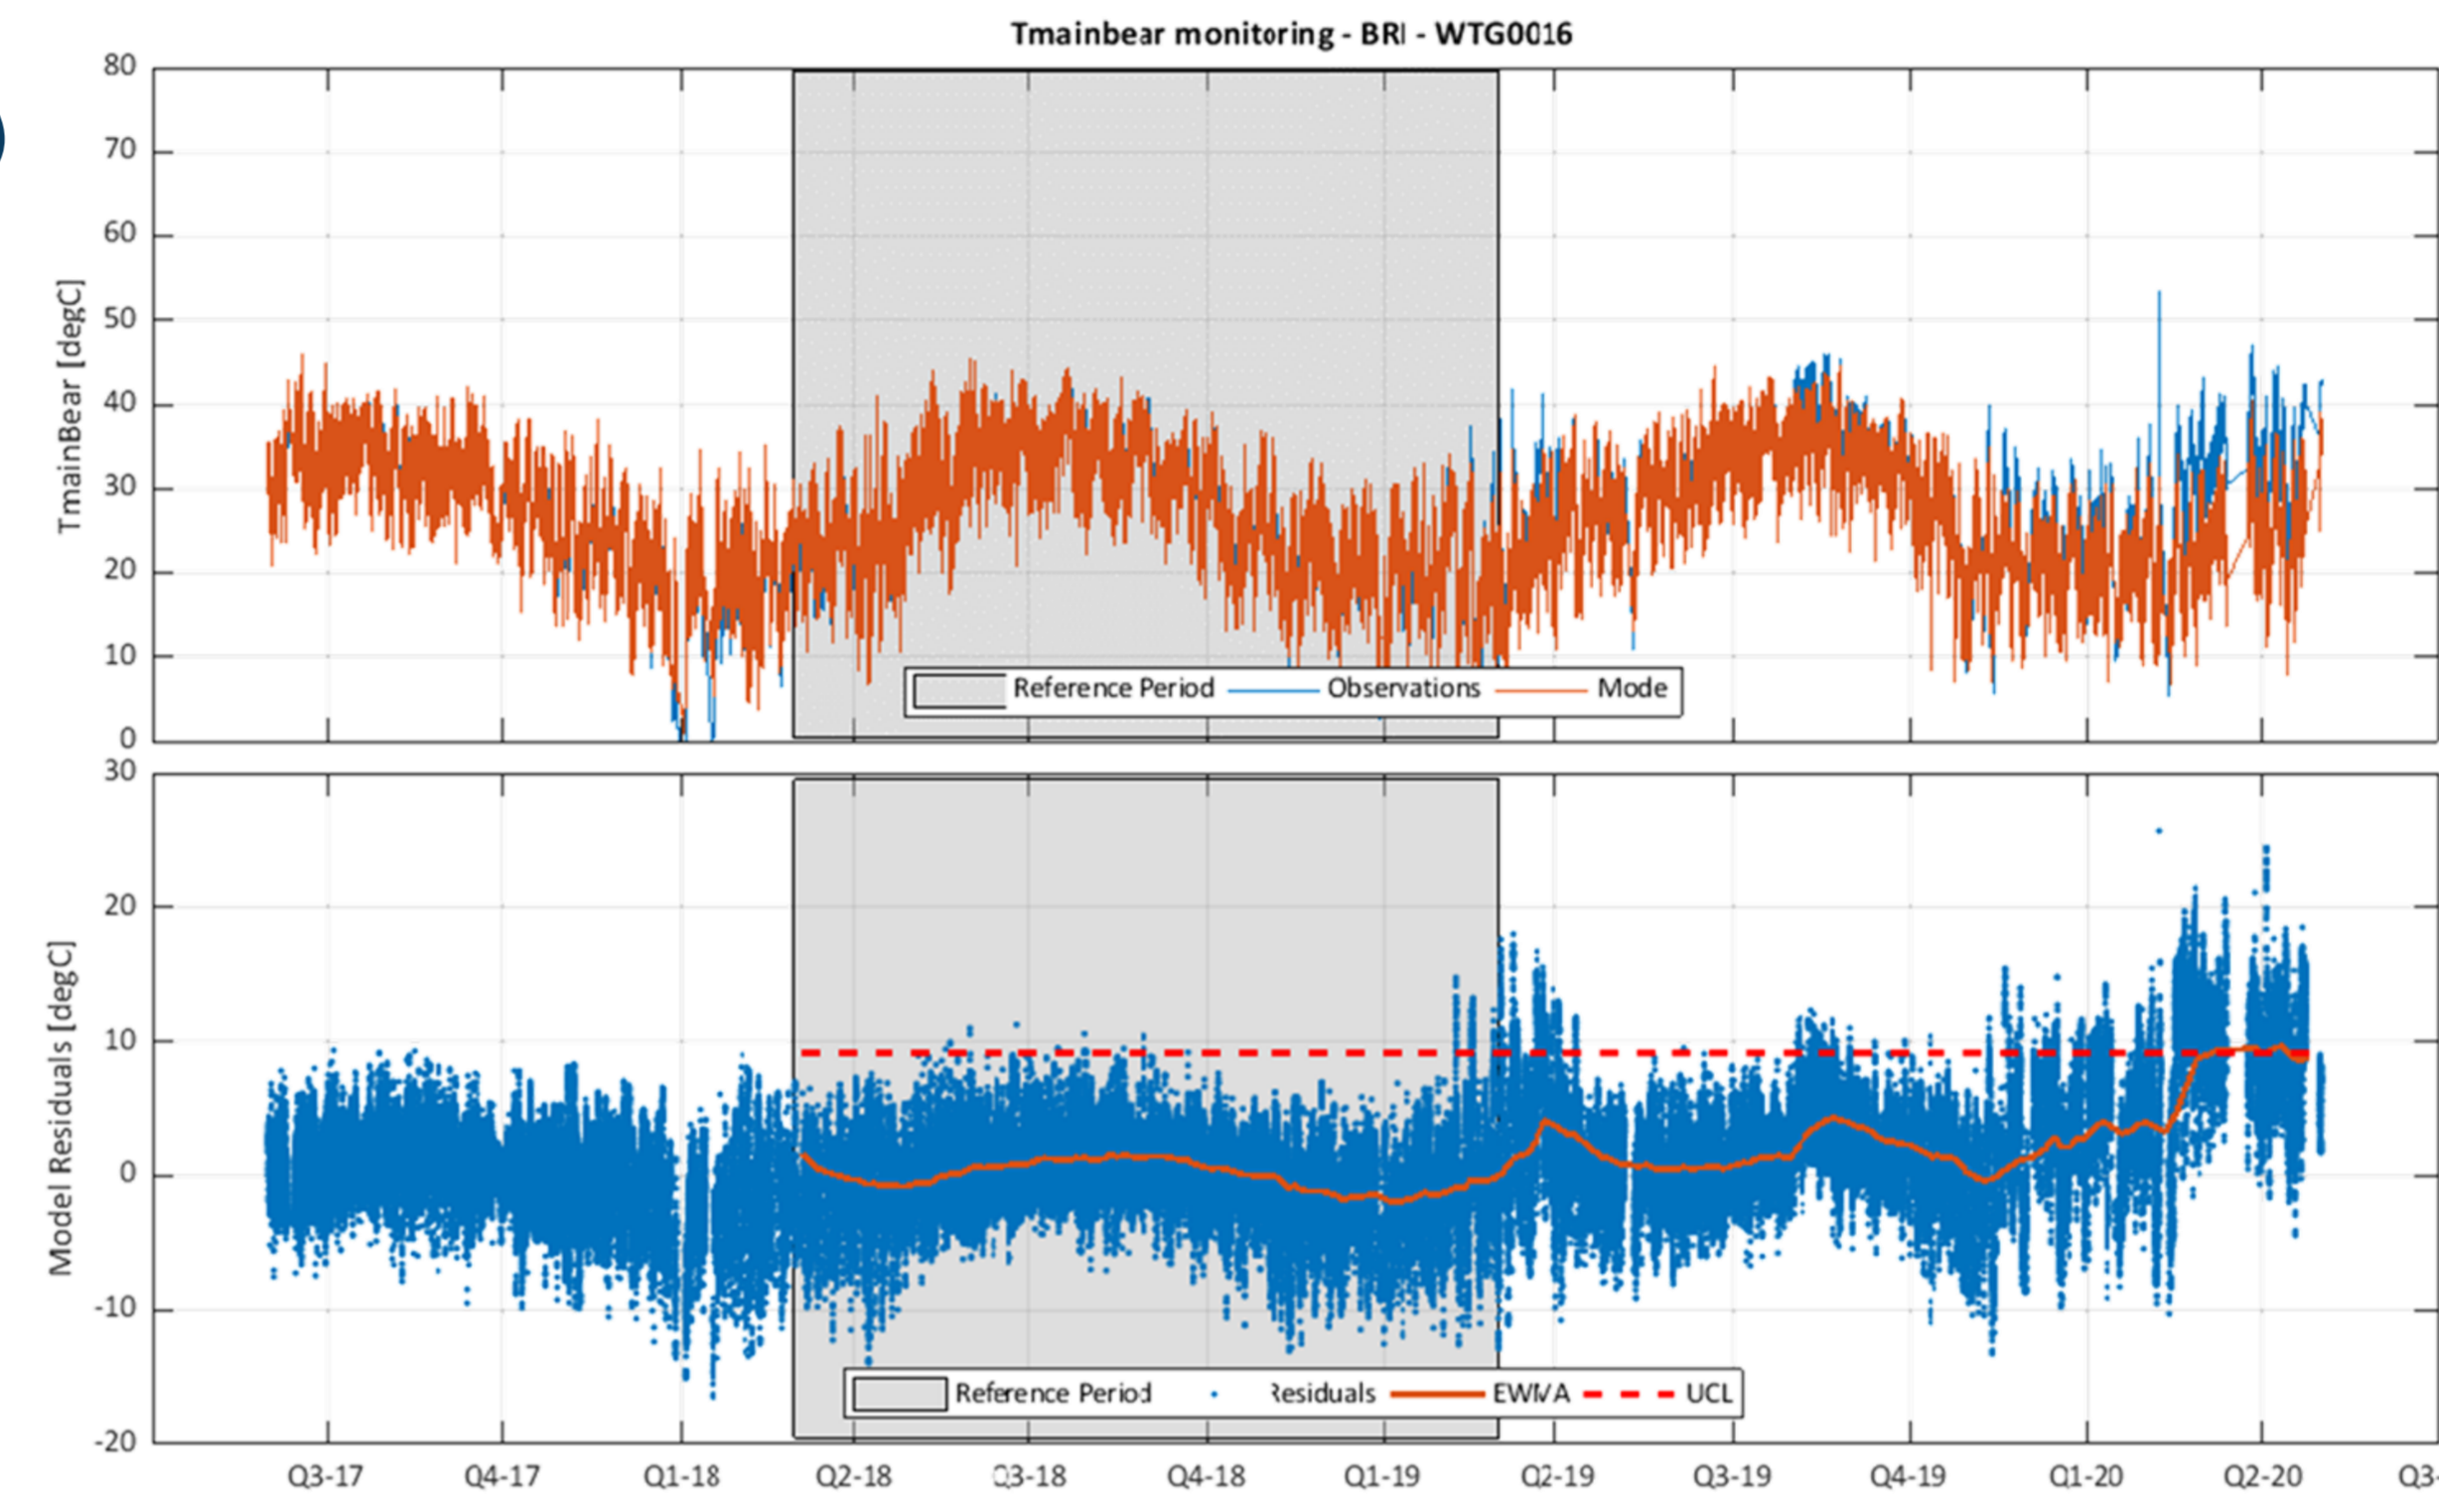 Tmainbear monitoring - BRI - WTG0016
80
70
60
50
40
30
20
10
0
TmainBear [degC]
Reference Period Observations Mode
30
20
10
0
-10
-20
Model Residuals [degC]
Reference Period Residuals EWMA UCL
Q3-17 Q4-17 Q1-18 Q2-18 Q3-18 Q4-18 Q1-19 Q2-19 Q3-19 Q4-19 Q1-20 Q2-20 Q3-